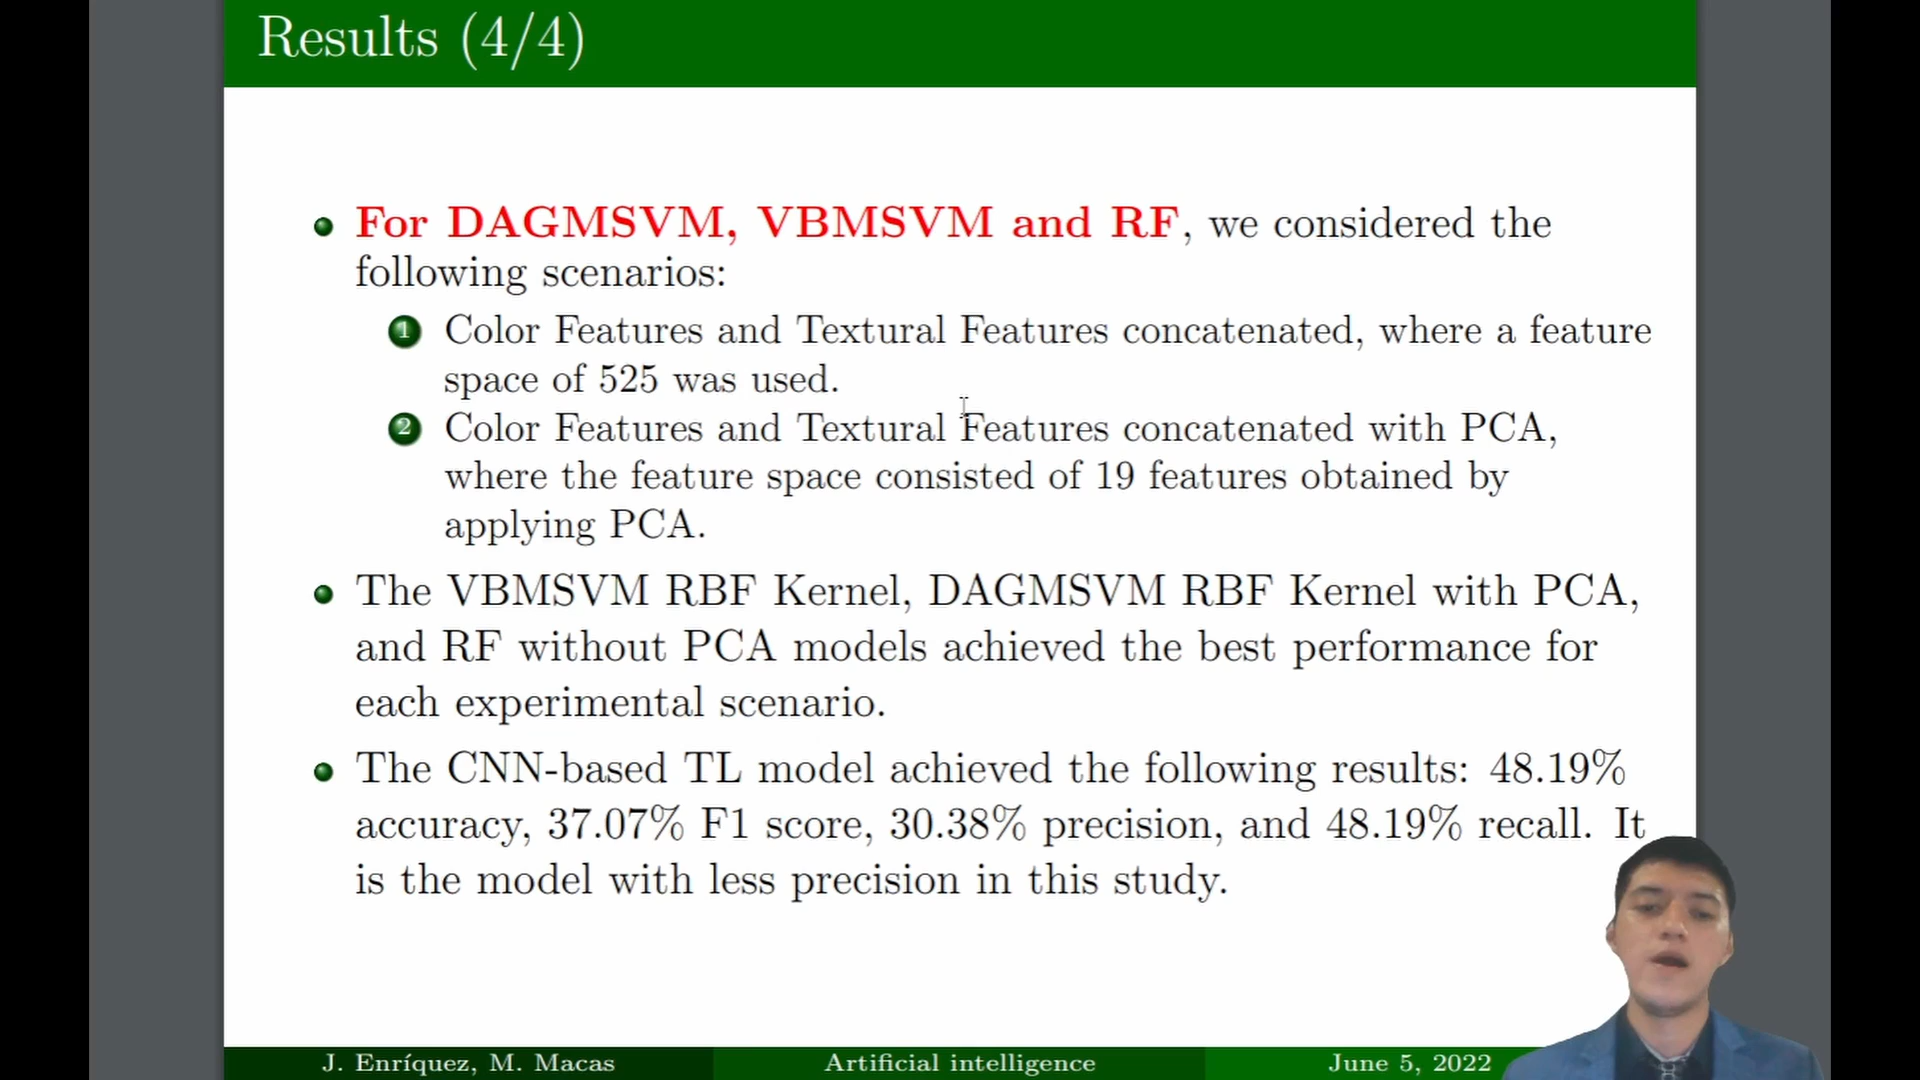 Results (4/4)
For DAGMSVM, VBMSVM and RF, we considered the
following scenarios:
1 Color Features and Textural Features concatenated, where a feature
space of 525 was used.
2 Color Features and Textural Features concatenated with PCA,
where the feature space consisted of 19 features obtained by
applying PCA.
The VBMSVM RBF Kernel, DAGMSVM RBF Kernel with PCA,
and RF without PCA models achieved the best performance for
each experimental scenario.
The CNN-based TL model achieved the following results: 48.19%
accuracy, 37.07% F1 score, 30.38% precision, and 48.19% recall. It
is the model with less precision in this study.
J. Enríquez, M. Macas Artificial intelligence June 5, 2022